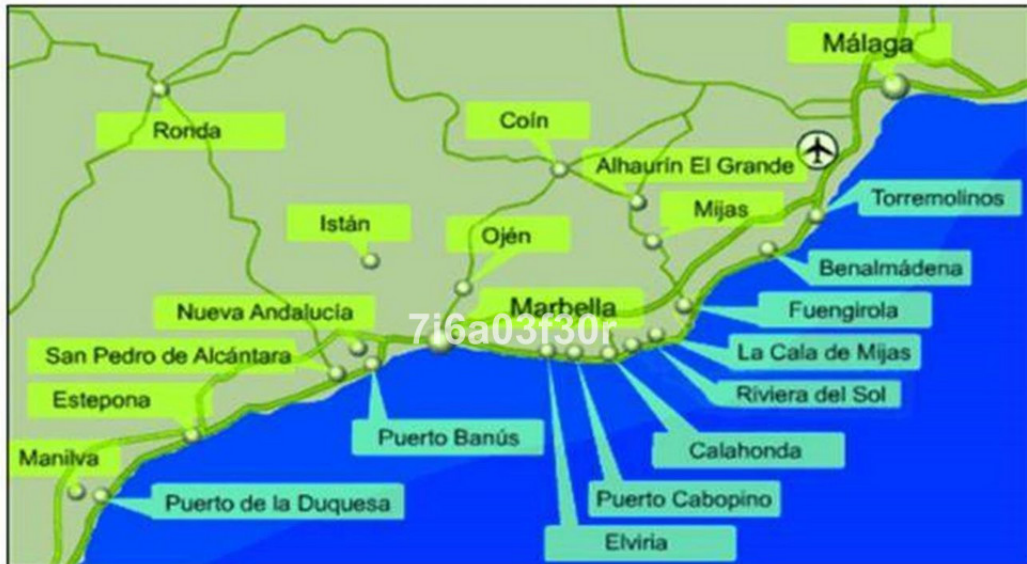 Málaga
Ronda
Coín
Alhaurín El Grande
Torremolinos
Mijas
Istán
Ojén
Benalmádena
Nueva Andalucía
Marbella
Fuengirola
7i6a03f30r
San Pedro de Alcántara
La Cala de Mijas
Estepona
Riviera del Sol
Puerto Banús
Calahonda
Manilva
Puerto de la Duquesa
Puerto Cabopino
Elviria